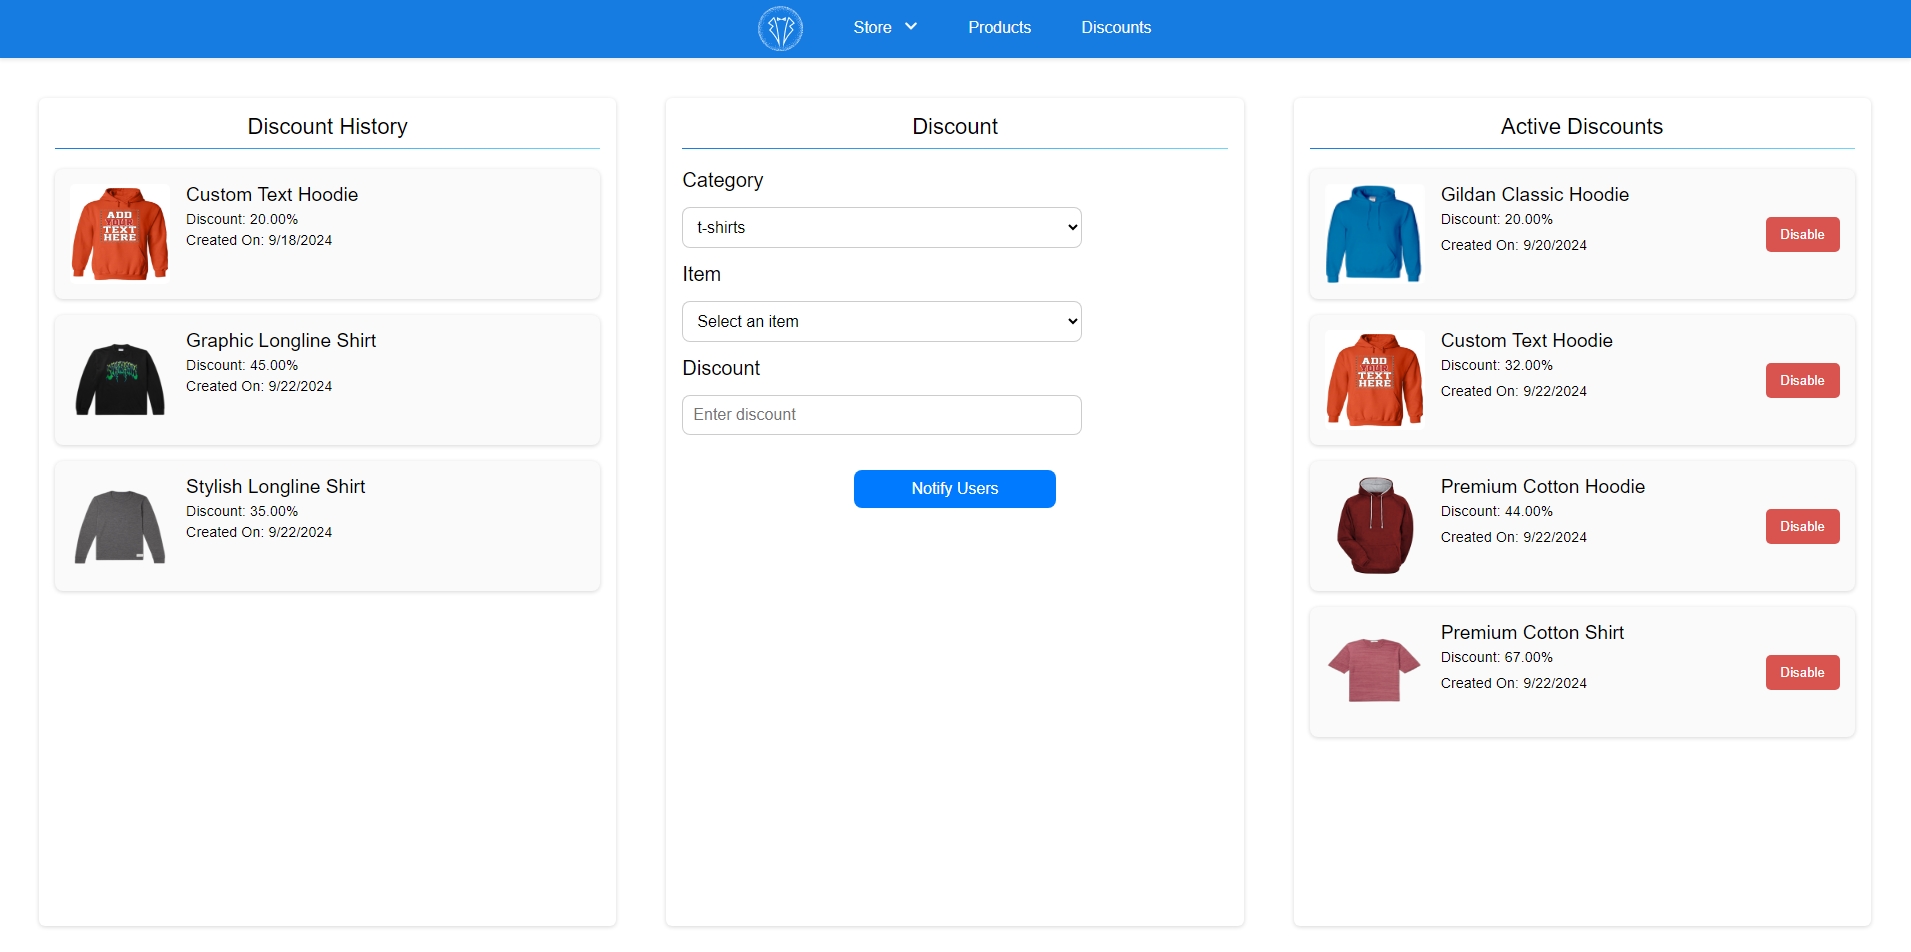 Store
Products
Discounts
Discount History
ADD
YOUR
TEXT
HERE
Custom Text Hoodie
Discount: 20.00%
Created On: 9/18/2024
Graphic Longline Shirt
Discount: 45.00%
Created On: 9/22/2024
Stylish Longline Shirt
Discount: 35.00%
Created On: 9/22/2024
Discount
Category
t-shirts
Item
Select an item
Discount
Enter discount
Notify Users
Active Discounts
Gildan Classic Hoodie
Discount: 20.00%
Created On: 9/20/2024
Disable
ADD
YOUR
TEXT
HERE
Custom Text Hoodie
Discount: 32.00%
Created On: 9/22/2024
Disable
Premium Cotton Hoodie
Discount: 44.00%
Created On: 9/22/2024
Disable
Premium Cotton Shirt
Discount: 67.00%
Created On: 9/22/2024
Disable